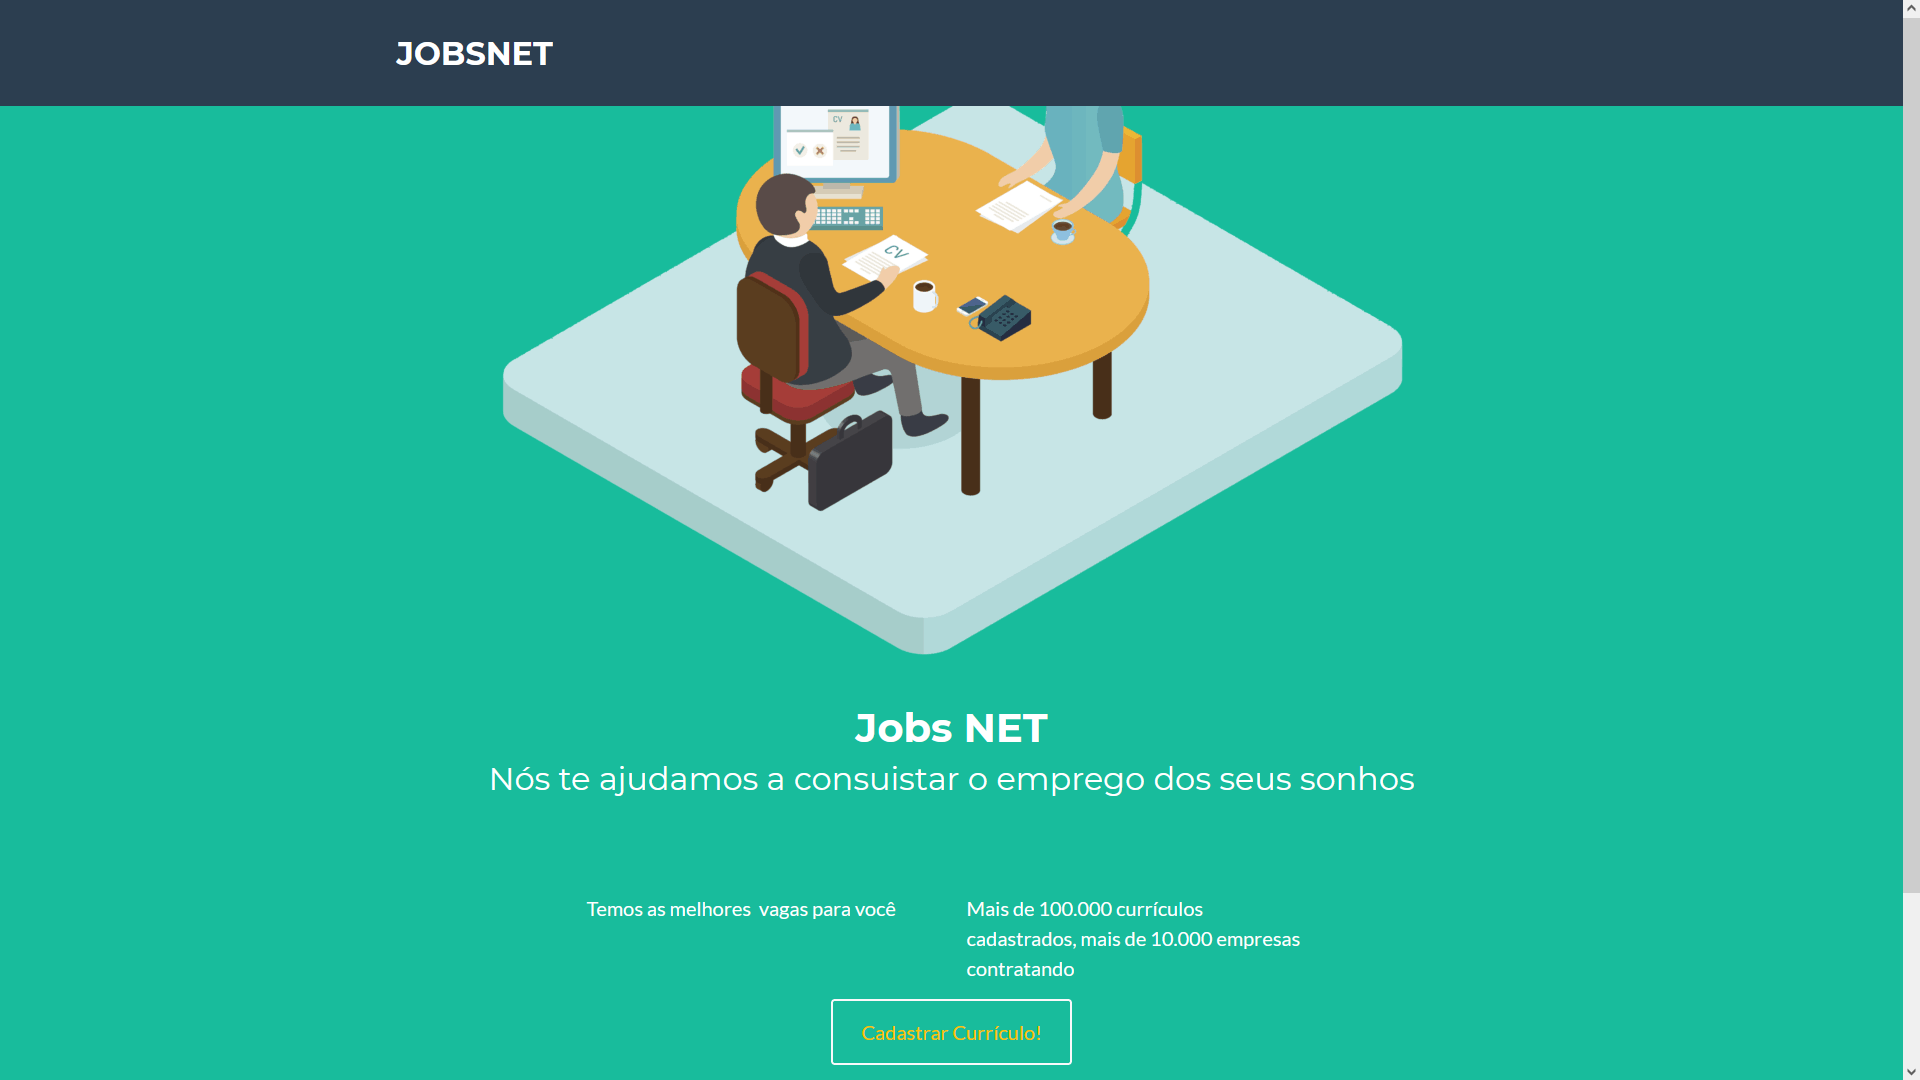 JOBSNET
CV
CV
Jobs NET
Nós te ajudamos a consuistar o emprego dos seus sonhos
Temos as melhores  vagas para você
Mais de 100.000 currículos
cadastrados, mais de 10.000 empresas
contratando
Cadastrar Currículo!